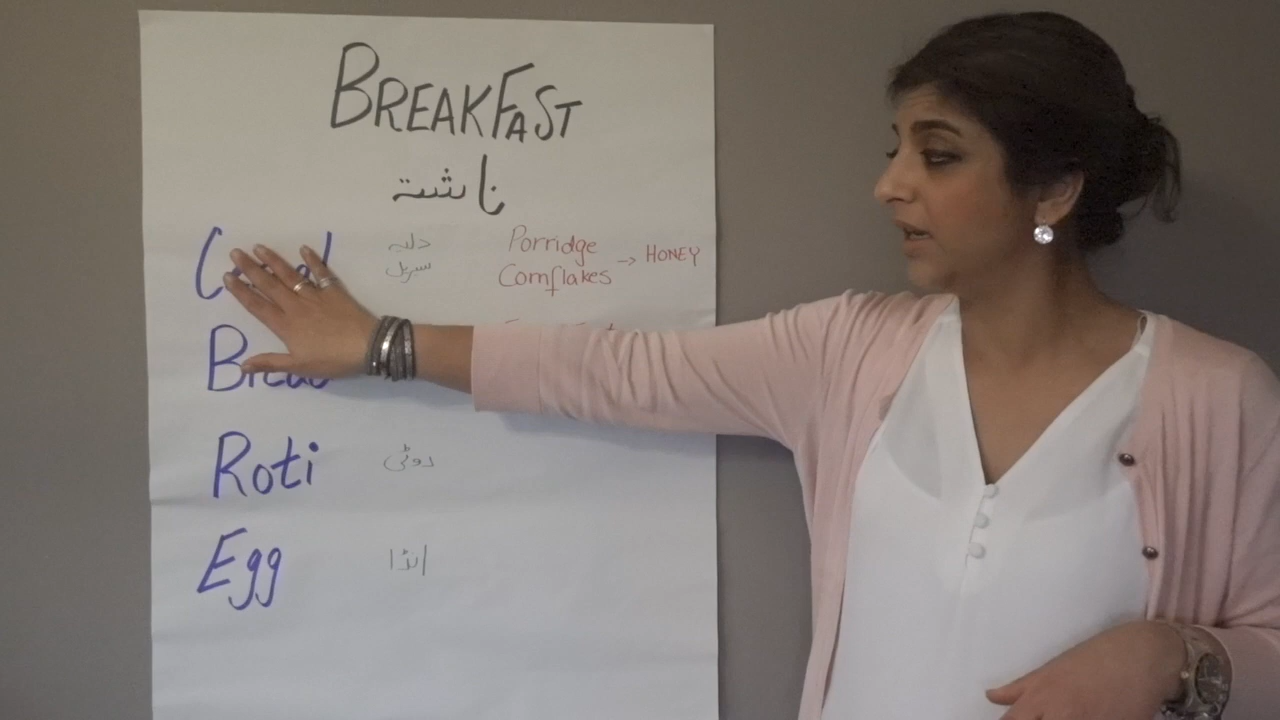 BREAKFAST
ناشتہ
دلیہ Porridge
سیریل Cornflakes → HONEY
Roti روٹی
Egg انڈا